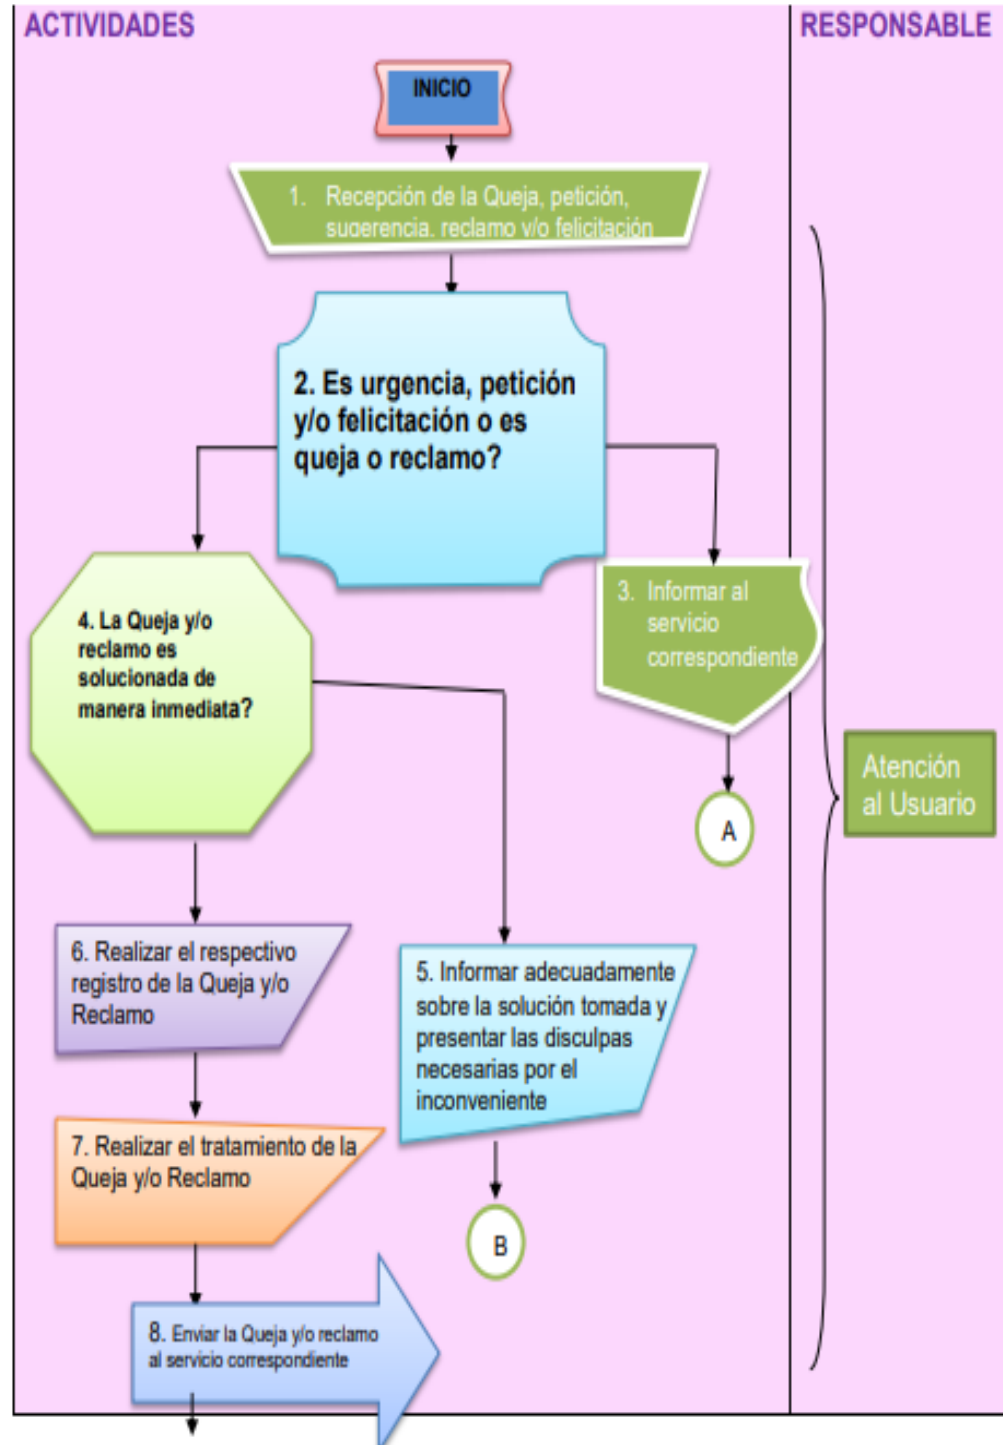 ACTIVIDADES
RESPONSABLE
INICIO
1. Recepción de la Queja, petición,
sugerencia, reclamo y/o felicitación
2. Es urgencia, petición
y/o felicitación o es
queja o reclamo?
3. Informar al
servicio
correspondiente
4. La Queja y/o
reclamo es
solucionada de
manera inmediata?
Atención
al Usuario
A
6. Realizar el respectivo
registro de la Queja y/o
Reclamo
5. Informar adecuadamente
sobre la solución tomada y
presentar las disculpas
necesarias por el
inconveniente
7. Realizar el tratamiento de la
Queja y/o Reclamo
B
8. Enviar la Queja y/o reclamo
al servicio correspondiente